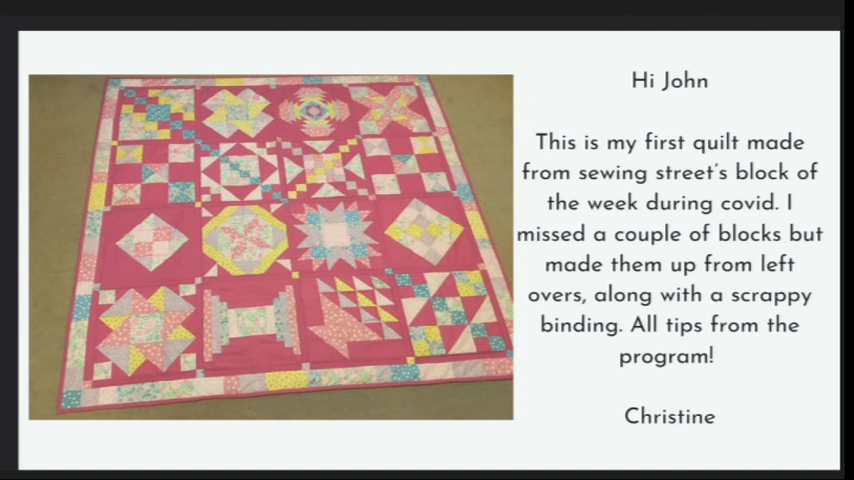 Hi John
This is my first quilt made
from sewing street's block of
the week during covid. I
missed a couple of blocks but
made them up from left
overs, along with a scrappy
binding. All tips from the
program!
Christine